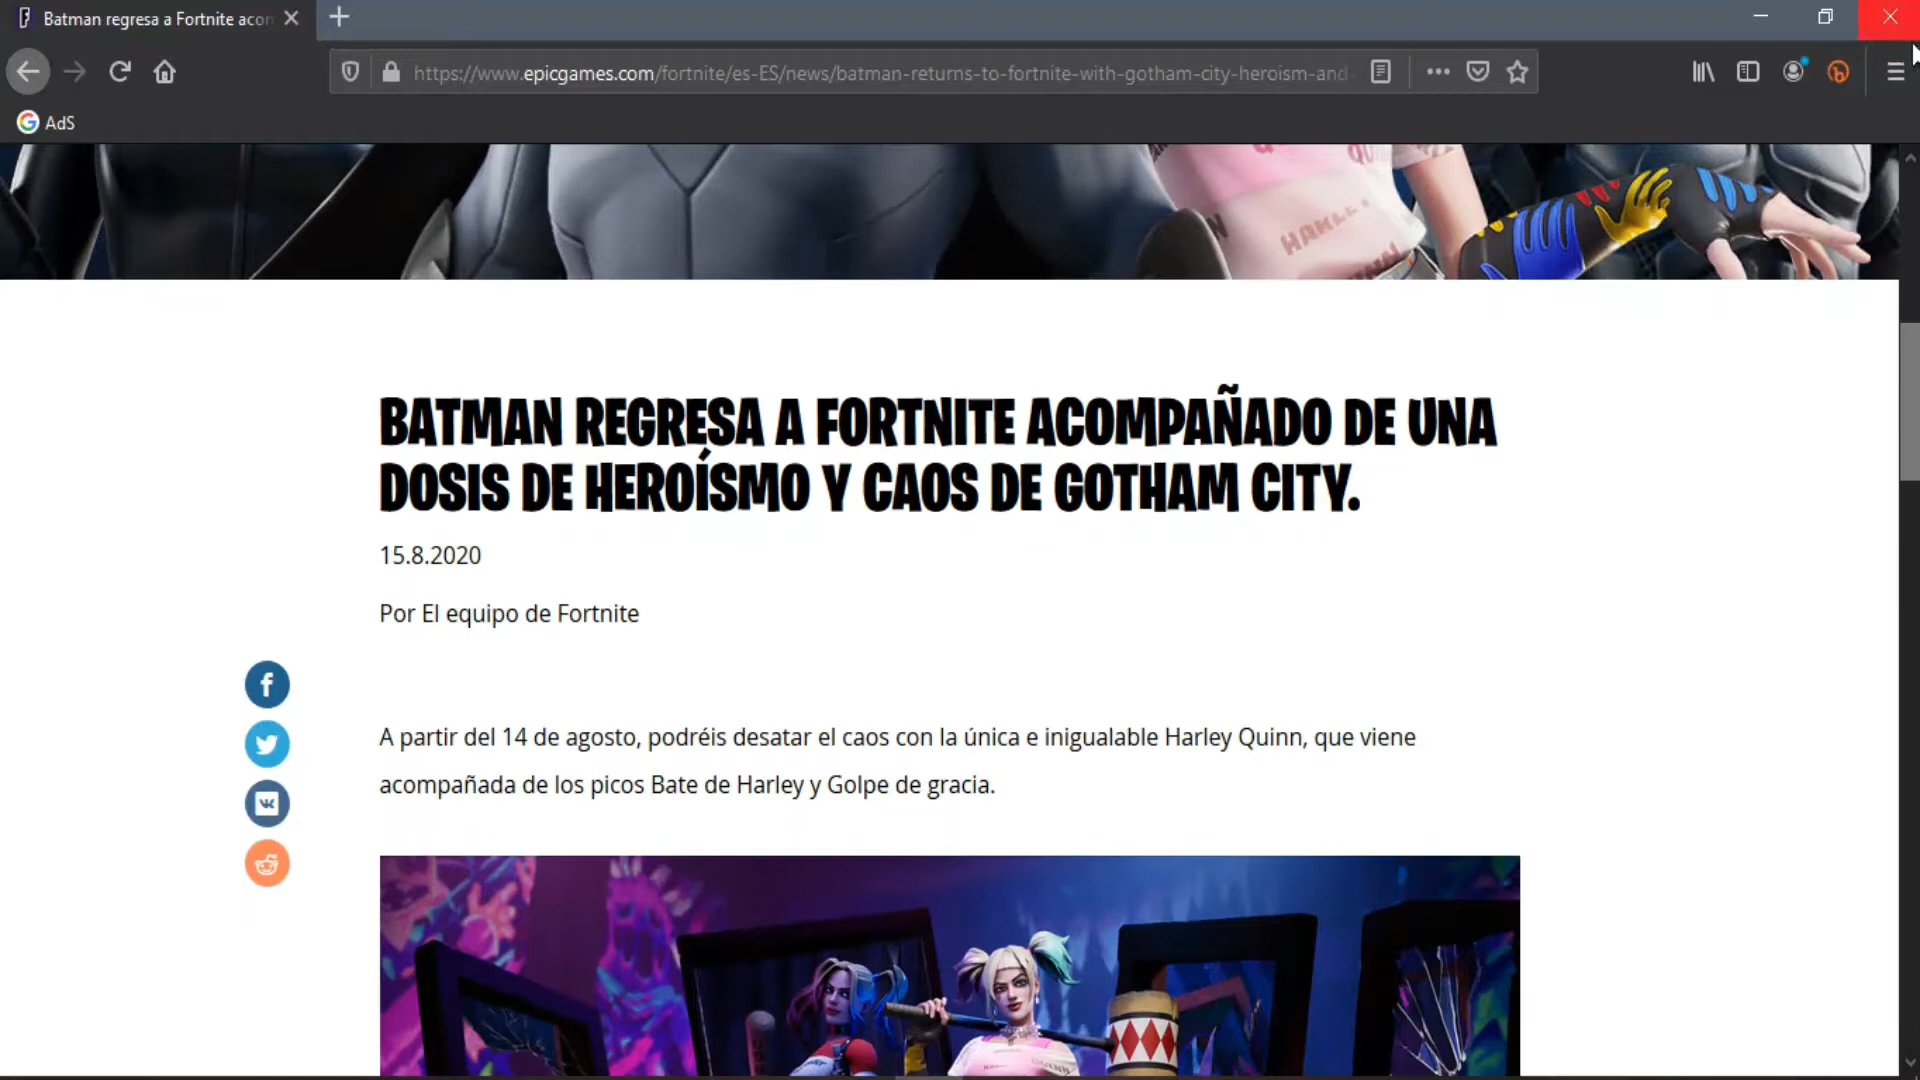 Batman regresa a Fortnite acon
https://www.epicgames.com/fortnite/es-ES/news/batman-returns-to-fortnite-with-gotham-city-heroism-and-
AdS
HARLEY
BATMAN REGRESA A FORTNITE ACOMPAÑADO DE UNA
DOSIS DE HEROÍSMO Y CAOS DE GOTHAM CITY.
15.8.2020
Por El equipo de Fortnite
A partir del 14 de agosto, podréis desatar el caos con la única e inigualable Harley Quinn, que viene
acompañada de los picos Bate de Harley y Golpe de gracia.